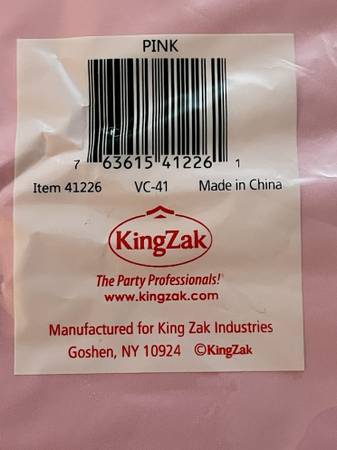 PINK
7 63615 41226 1
Item 41226 VC-41 Made in China
KingZak
The Party Professionals!
www.kingzak.com
Manufactured for King Zak Industries
Goshen, NY 10924 ©KingZak